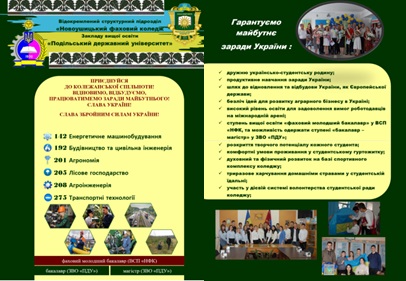 Відокремлений структурний підрозділ
«Новоушицький фаховий коледж
Закладу вищої освіти
«Подільський державний університет»
ПРИЄДНУЙСЯ
ДО КОЛЕДЖАНСЬКОЇ СПІЛЬНОТИ!
ВІДНОВИМО, ВІДБУДУЄМО,
ПРАЦЮВАТИМЕМО ЗАРАДИ МАЙБУТНЬОГО!
СЛАВА УКРАЇНІ!
СЛАВА ЗБРОЙНИМ СИЛАМ УКРАЇНИ!
142 Енергетичне машинобудування
192 Будівництво та цивільна інженерія
201 Агрономія
205 Лісове господарство
208 Агроінженерія
275 Транспортні технології
фаховий молодший бакалавр (ВСП «НФК»)
бакалавр (ЗВО «ПДУ»)
магістр (ЗВО «ПДУ»)
Гарантуємо
майбутнє
заради України :
дружню українсько-студентську родину;
продуктивне навчання заради України;
шлях до відновлення та відбудови України, як Європейської
держави;
безліч ідей для розвитку аграрного бізнесу в Україні;
високий рівень освіти для задоволення вимог роботодавців
на міжнародній арені;
ступень вищої освіти «фаховий молодший бакалавр» у ВСП
«НФК, та можливість одержати ступені «бакалавр –
магістр» у ЗВО «ПДУ»;
розкриття творчого потенціалу кожного студента;
комфортні умови проживання у студентському гуртожитку;
духовний та фізичний розвиток на базі спортивного
комплексу коледжу;
триразове харчування домашніми стравами у студентській
їдальні;
участь у дієвій системі волонтерства студентської ради
коледжу;